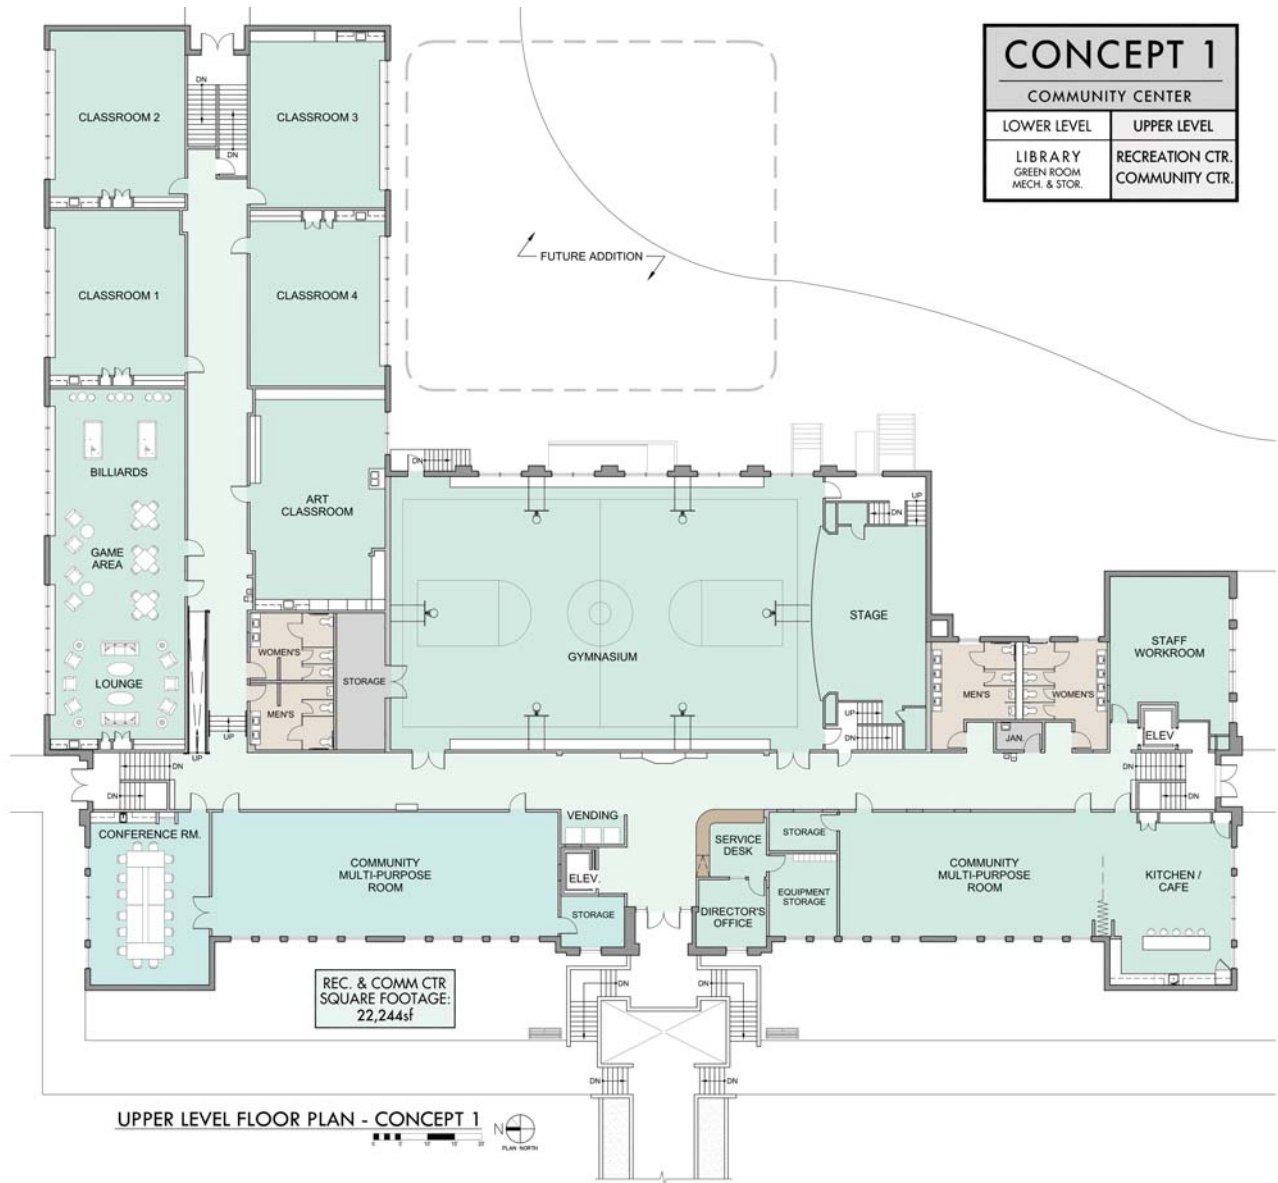 CONCEPT 1
COMMUNITY CENTER
LOWER LEVEL
UPPER LEVEL
LIBRARY
GREEN ROOM
MECH. & STOR.
RECREATION CTR.
COMMUNITY CTR.
DN
DN
CLASSROOM 2
CLASSROOM 3
FUTURE ADDITION
CLASSROOM 1
CLASSROOM 4
BILLIARDS
GAME
AREA
LOUNGE
ART
CLASSROOM
DN
UP
DN
GYMNASIUM
STAGE
WOMEN'S
MEN'S
STORAGE
UP
UP
UP
DN
MEN'S
WOMEN'S
JAN.
STAFF
WORKROOM
ELEV
DN
DN
DN
DN
CONFERENCE RM.
COMMUNITY
MULTI-PURPOSE
ROOM
VENDING
ELEV.
STORAGE
SERVICE
DESK
DIRECTOR'S
OFFICE
STORAGE
EQUIPMENT
STORAGE
COMMUNITY
MULTI-PURPOSE
ROOM
KITCHEN /
CAFE
REC. & COMM CTR
SQUARE FOOTAGE:
22,244sf
DN
DN
DN
DN
UPPER LEVEL FLOOR PLAN - CONCEPT 1
N
PLAN NORTH